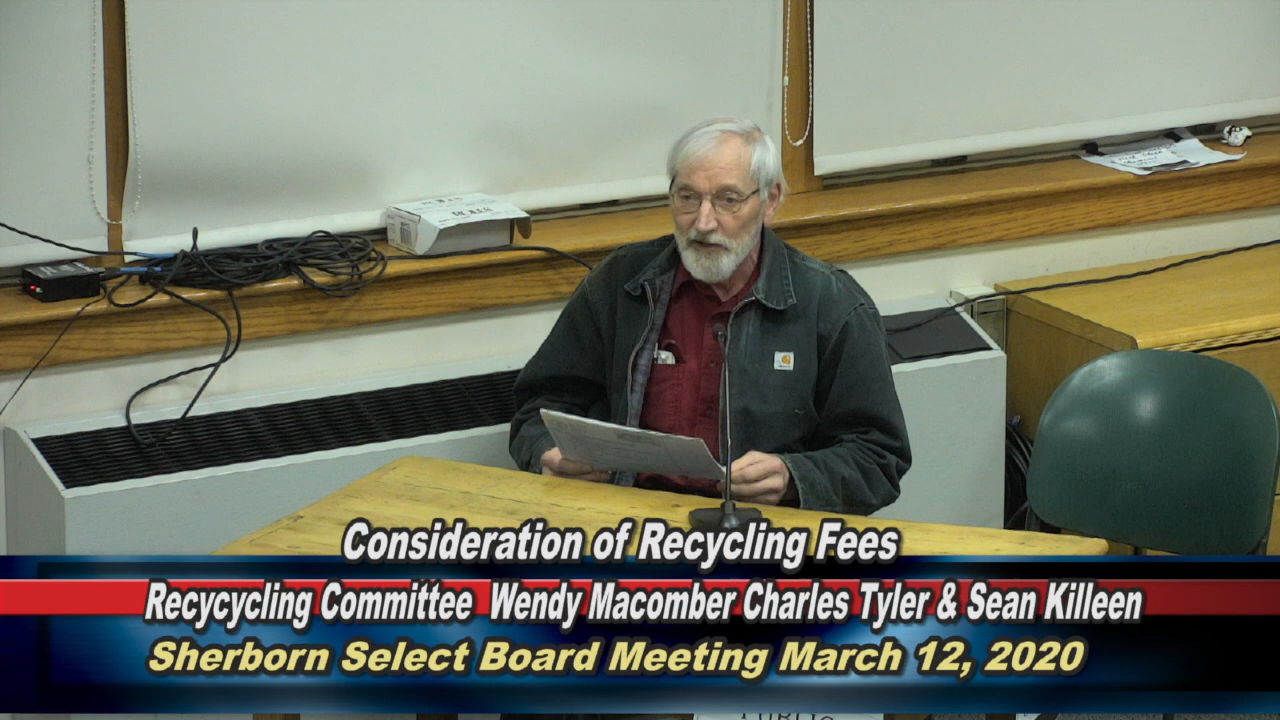 Consideration of Recycling Fees
Recycycling Committee Wendy Macomber Charles Tyler & Sean Killeen
Sherborn Select Board Meeting March 12, 2020